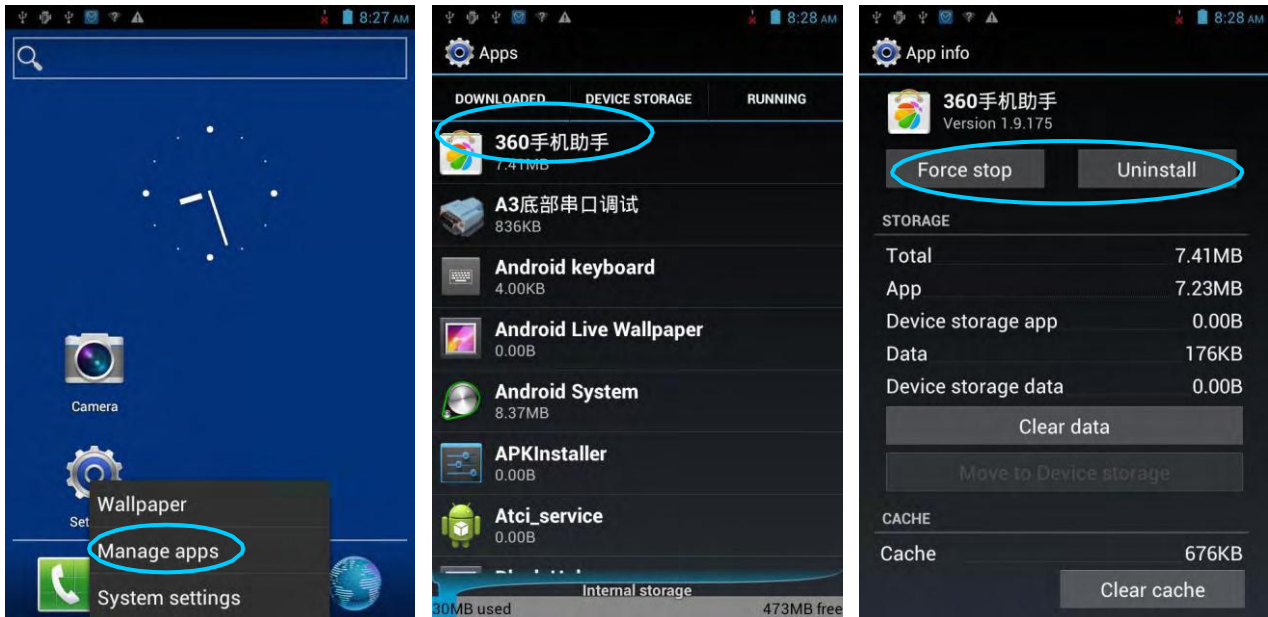 8:27 AM
Camera
Set
Wallpaper
Manage apps
System settings
8:28 AM
Apps
DOWNLOADED DEVICE STORAGE RUNNING
360手机助手
7.41MB
A3底部串口调试
836KB
Android keyboard
4.00KB
Android Live Wallpaper
0.00B
Android System
8.37MB
APKInstaller
0.00B
Atci_service
0.00B
Internal storage
30MB used 473MB free
8:28 AM
App info
360手机助手
Version 1.9.175
Force stop Uninstall
STORAGE
Total 7.41MB
App 7.23MB
Device storage app 0.00B
Data 176KB
Device storage data 0.00B
Clear data
Move to Device storage
CACHE
Cache 676KB
Clear cache